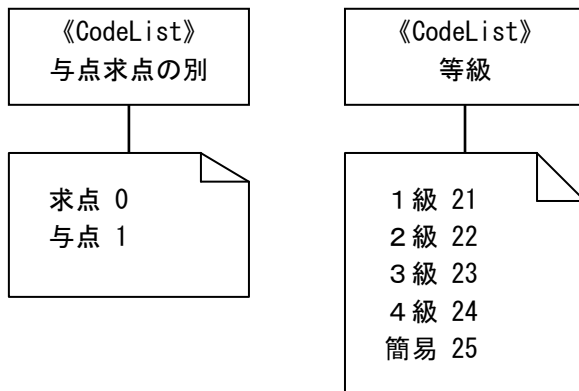 《CodeList》
与点求点の別
求点 0
与点 1
《CodeList》
等級
1級 21
2級 22
3級 23
4級 24
簡易 25